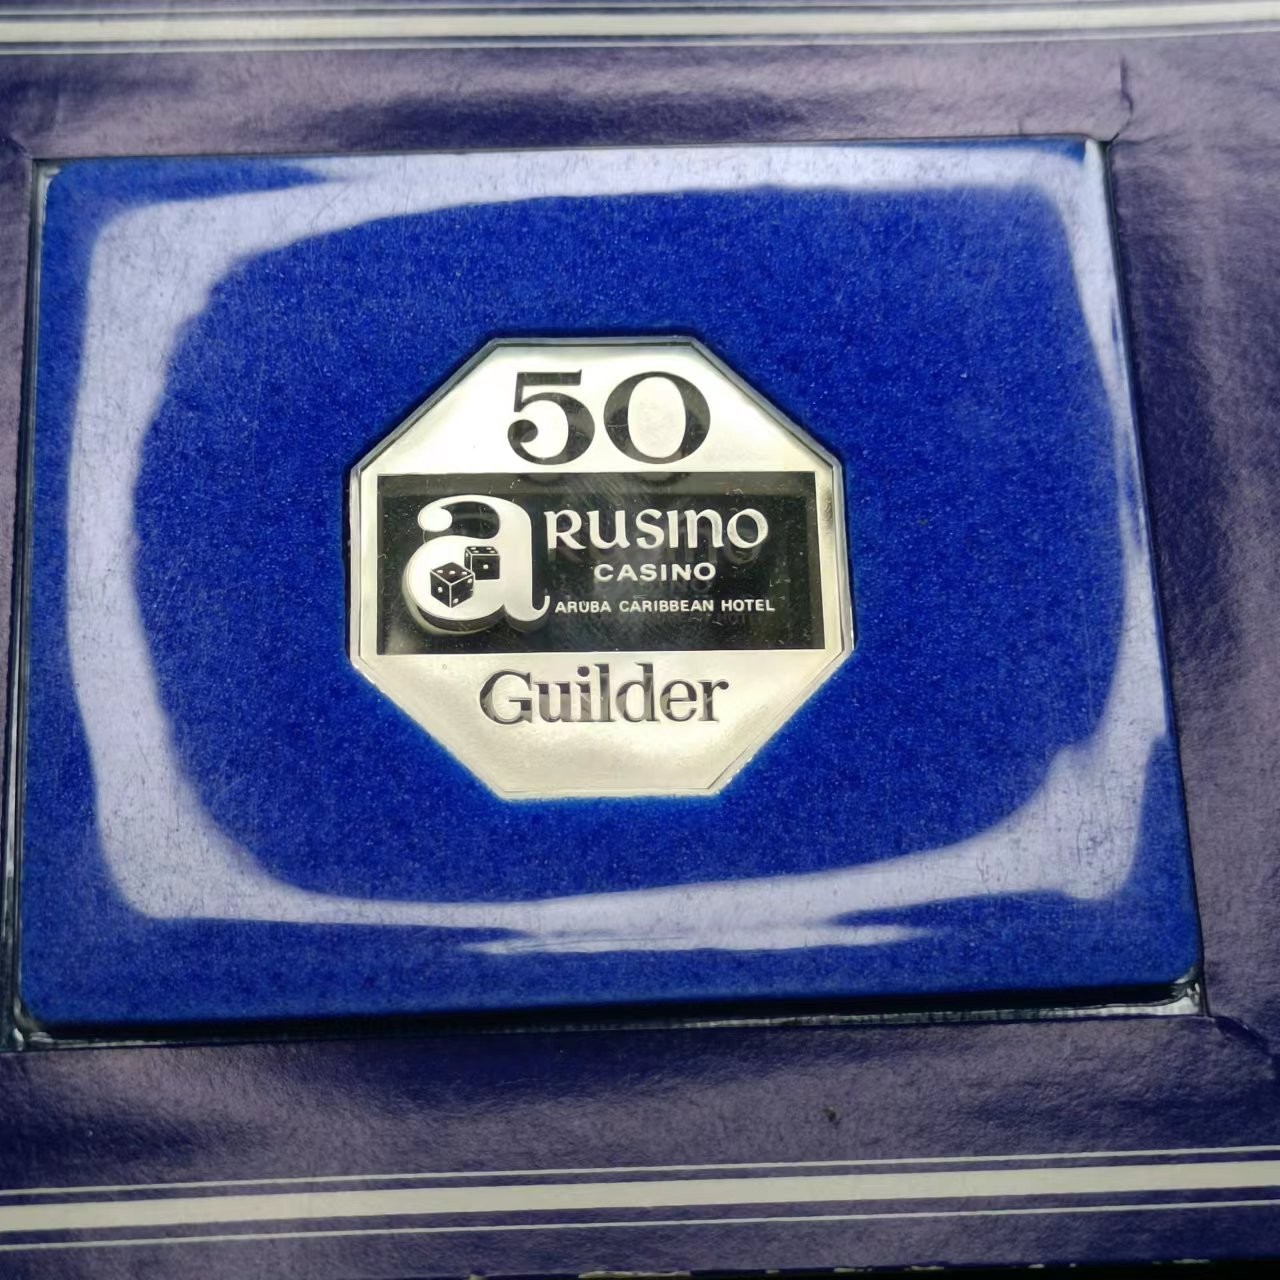 50
aRUSINO
CASINO
ARUBA CARIBBEAN HOTEL
Guilder